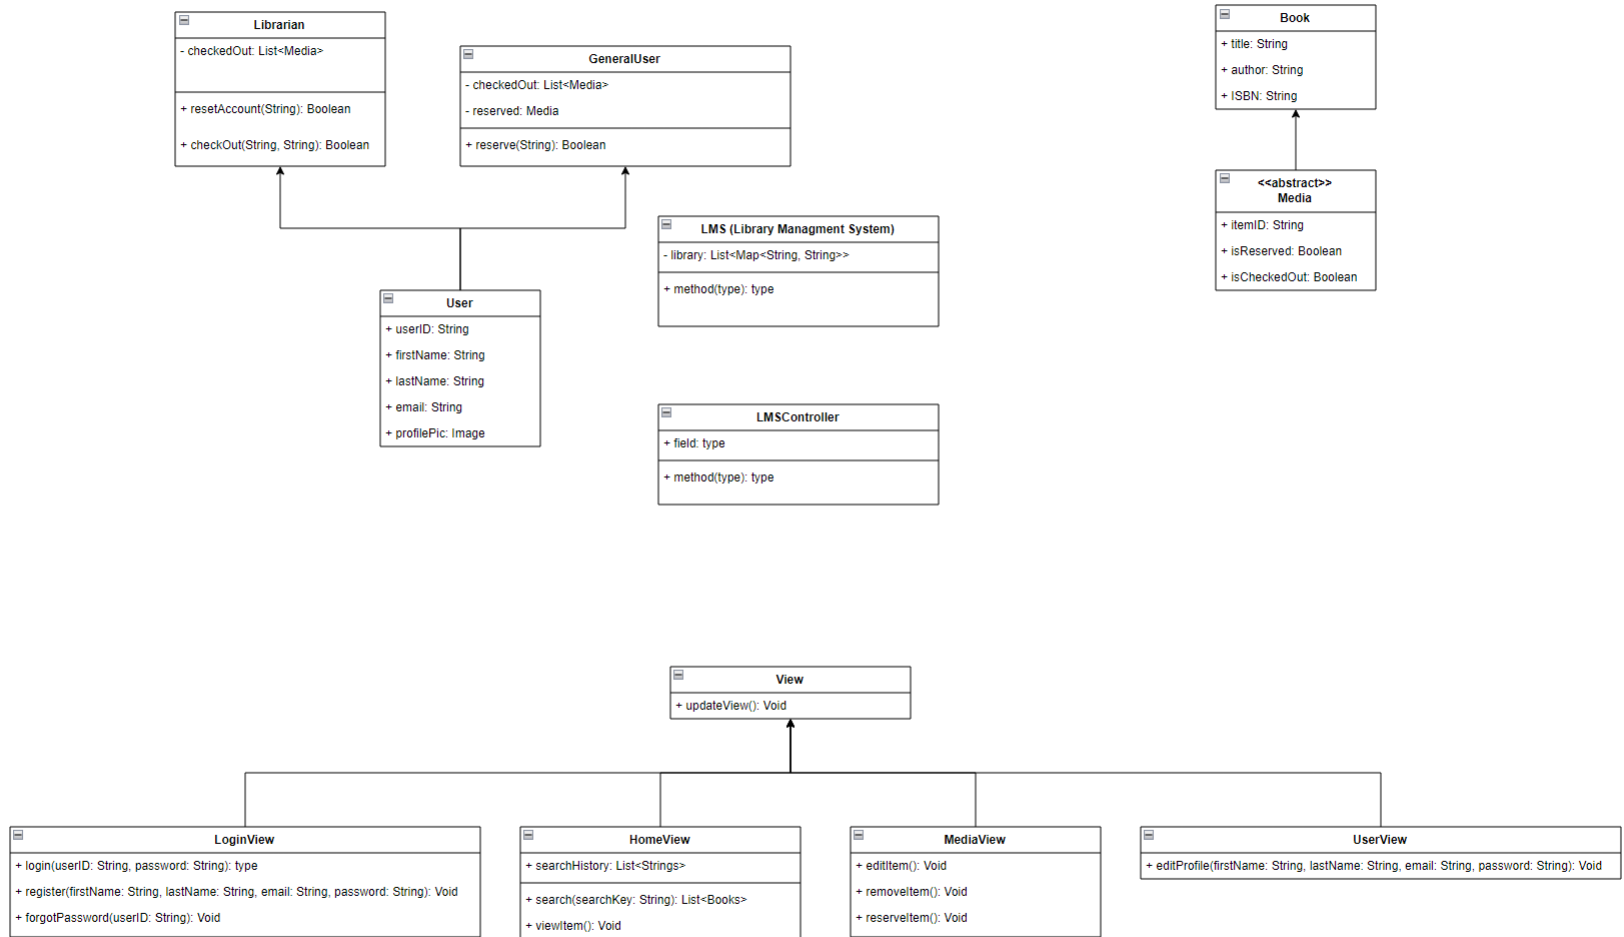 Librarian
- checkedOut: List<Media>
+ resetAccount(String): Boolean
+ checkOut(String, String): Boolean
GeneralUser
- checkedOut: List<Media>
- reserved: Media
+ reserve(String): Boolean
Book
+ title: String
+ author: String
+ ISBN: String
<<abstract>>
Media
+ itemID: String
+ isReserved: Boolean
+ isCheckedOut: Boolean
LMS (Library Managment System)
- library: List<Map<String, String>>
+ method(type): type
User
+ userID: String
+ firstName: String
+ lastName: String
+ email: String
+ profilePic: Image
LMSController
+ field: type
+ method(type): type
View
+ updateView(): Void
LoginView
+ login(userID: String, password: String): type
+ register(firstName: String, lastName: String, email: String, password: String): Void
+ forgotPassword(userID: String): Void
HomeView
+ searchHistory: List<Strings>
+ search(searchKey: String): List<Books>
+ viewItem(): Void
MediaView
+ editItem(): Void
+ removeItem(): Void
+ reserveItem(): Void
UserView
+ editProfile(firstName: String, lastName: String, email: String, password: String): Void